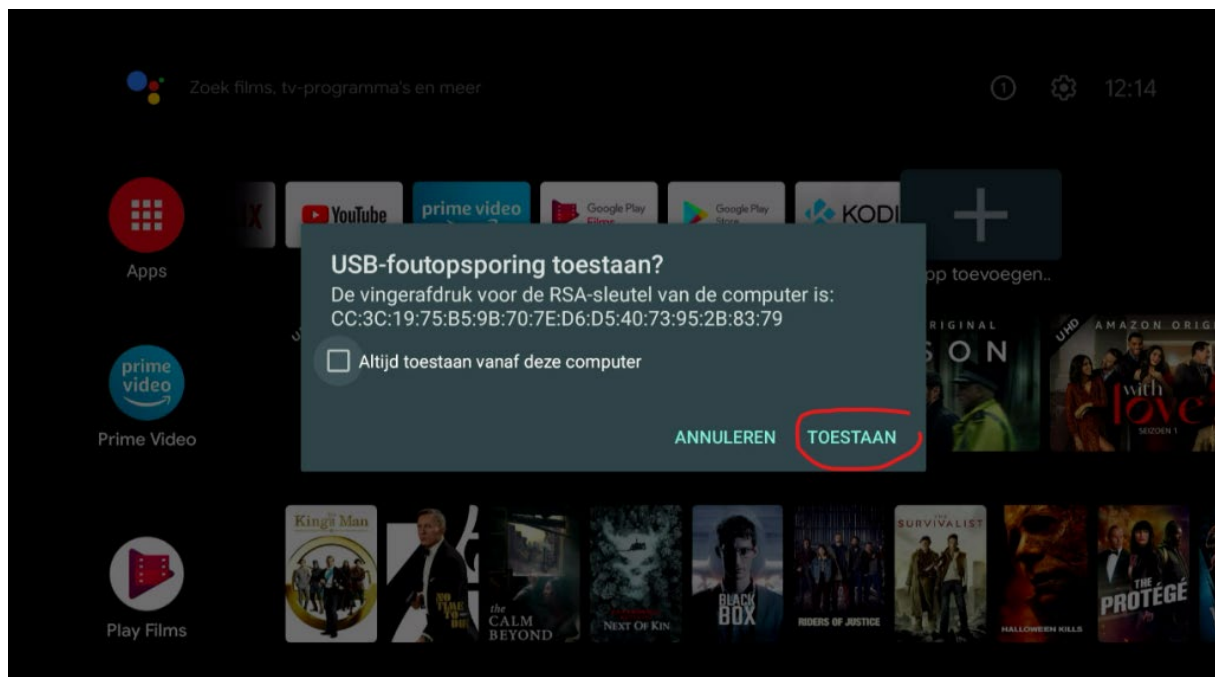 Zoek films, tv-programma's en meer
1
12:14
X
YouTube
prime video
Google Play
Films
Google Play
Store
KODI
Apps
pp toevoegen..
USB-foutopsporing toestaan?
De vingerafdruk voor de RSA-sleutel van de computer is:
CC:3C:19:75:B5:9B:70:7E:D6:D5:40:73:95:2B:83:79
Altijd toestaan vanaf deze computer
ANNULEREN
TOESTAAN
prime
video
Prime Video
RIGINAL
SON
UHD
AMAZON ORIG
with
love
SEIZOEN 1
Play Films
King's Man
NO
TIME
TO
DIE
the
CALM
BEYOND
NEXT OF KIN
BLACK
BOX
RIDERS OF JUSTICE
SURVIVALIST
HALLOWEEN KILLS
THE
PROTÉGÉ